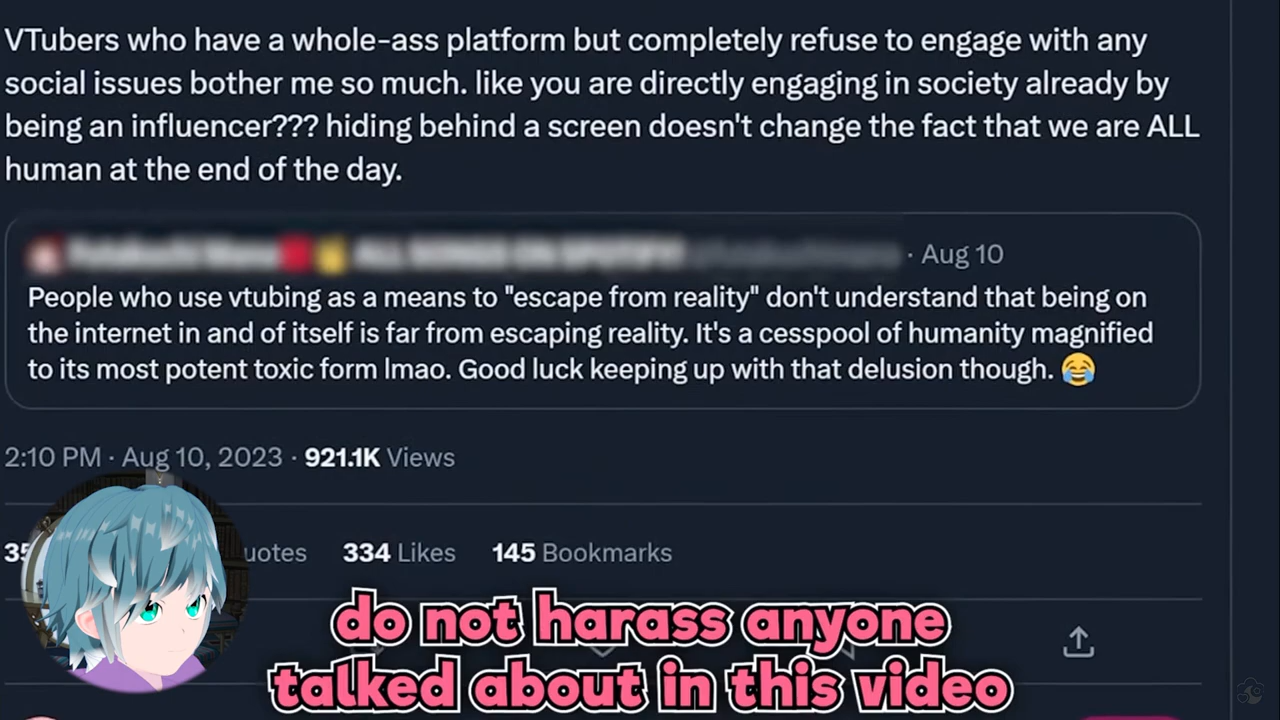 VTubers who have a whole-ass platform but completely refuse to engage with any
social issues bother me so much. like you are directly engaging in society already by
being an influencer??? hiding behind a screen doesn't change the fact that we are ALL
human at the end of the day.
· Aug 10
People who use vtubing as a means to "escape from reality" don't understand that being on
the internet in and of itself is far from escaping reality. It's a cesspool of humanity magnified
to its most potent toxic form lmao. Good luck keeping up with that delusion though. 😂
2:10 PM · Aug 10, 2023 · 921.1K Views
334 Likes 145 Bookmarks
do not harass anyone
talked about in this video